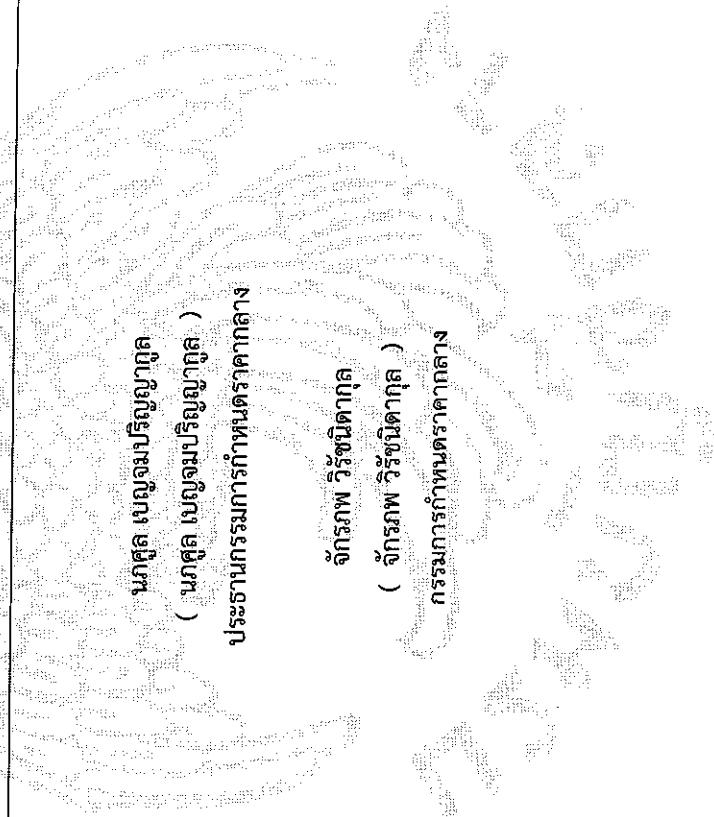 นภศูล เบญจมปริญญากูล
( นภศูล เบญจมปริญญากูล )
ประธานกรรมการกำหนดราคากลาง
จักรภพ วิรัชนิดากุล
( จักรภพ วิรัชนิดากุล )
กรรมการกำหนดราคากลาง